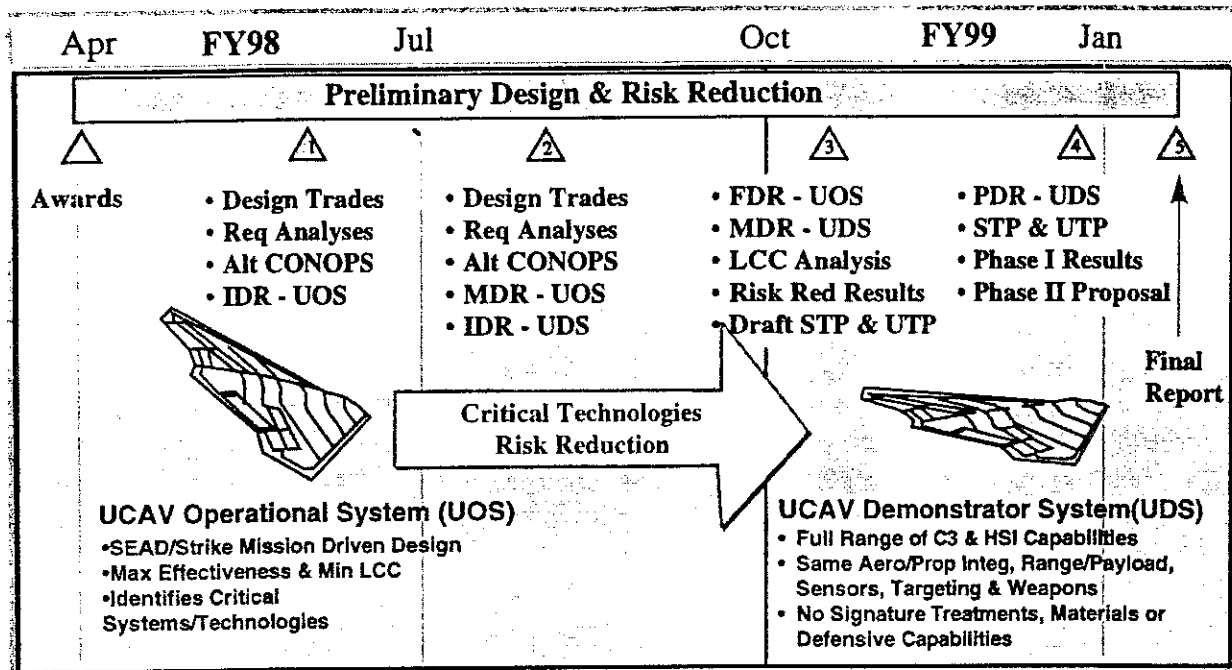 Apr FY98 Jul Oct FY99 Jan
Preliminary Design & Risk Reduction
1 2 3 4 5
Awards
• Design Trades
• Req Analyses
• Alt CONOPS
• IDR - UOS
• Design Trades
• Req Analyses
• Alt CONOPS
• MDR - UOS
• IDR - UDS
• FDR - UOS
• MDR - UDS
• LCC Analysis
• Risk Red Results
• Draft STP & UTP
• PDR - UDS
• STP & UTP
• Phase I Results
• Phase II Proposal
Final
Report
Critical Technologies
Risk Reduction
UCAV Operational System (UOS)
•SEAD/Strike Mission Driven Design
•Max Effectiveness & Min LCC
•Identifies Critical
Systems/Technologies
UCAV Demonstrator System(UDS)
• Full Range of C3 & HSI Capabilities
• Same Aero/Prop Integ, Range/Payload,
Sensors, Targeting & Weapons
• No Signature Treatments, Materials or
Defensive Capabilities